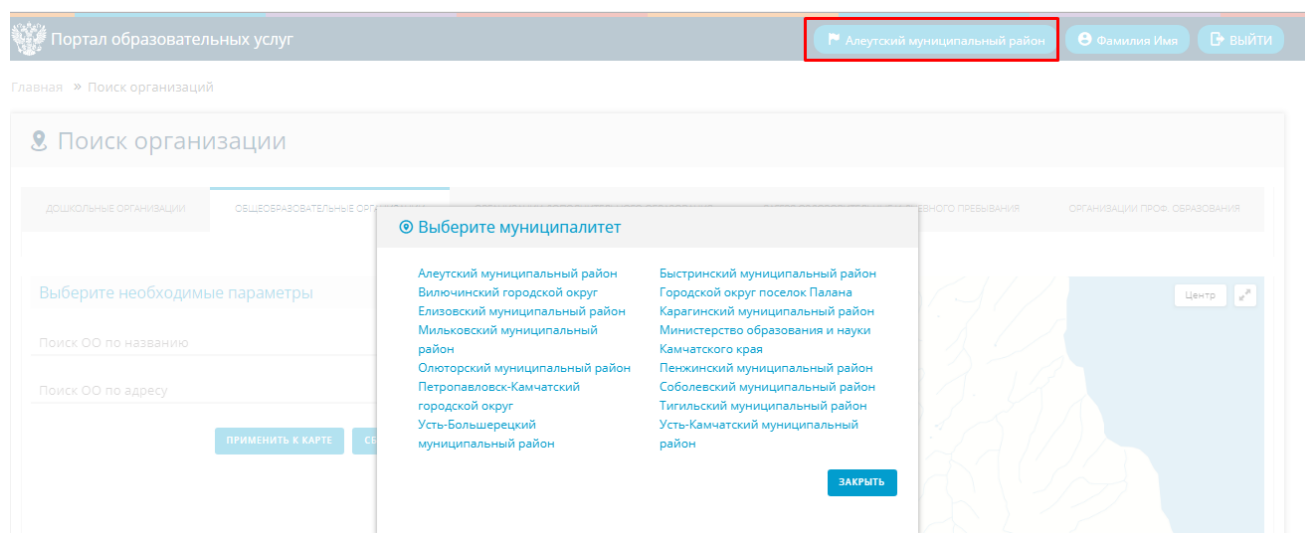 Портал образовательных услуг
Алеутский муниципальный район
Фамилия Имя
ВЫЙТИ
Главная » Поиск организаций
Поиск организации
ДОШКОЛЬНЫЕ ОРГАНИЗАЦИИ
ОБЩЕОБРАЗОВАТЕЛЬНЫЕ
ОРГАНИЗАЦИИ ПРОФ. ОБРАЗОВАНИЯ
Выберите муниципалитет
Алеутский муниципальный район
Вилючинский городской округ
Елизовский муниципальный район
Мильковский муниципальный
район
Олюторский муниципальный район
Петропавловск-Камчатский
городской округ
Усть-Большерецкий
муниципальный район
Быстринский муниципальный район
Городской округ поселок Палана
Карагинский муниципальный район
Министерство образования и науки
Камчатского края
Пенжинский муниципальный район
Соболевский муниципальный район
Тигильский муниципальный район
Усть-Камчатский муниципальный
район
ЗАКРЫТЬ
Выберите необходимые параметры
Поиск ОО по названию
Поиск ОО по адресу
ПРИМЕНИТЬ К КАРТЕ
Центр